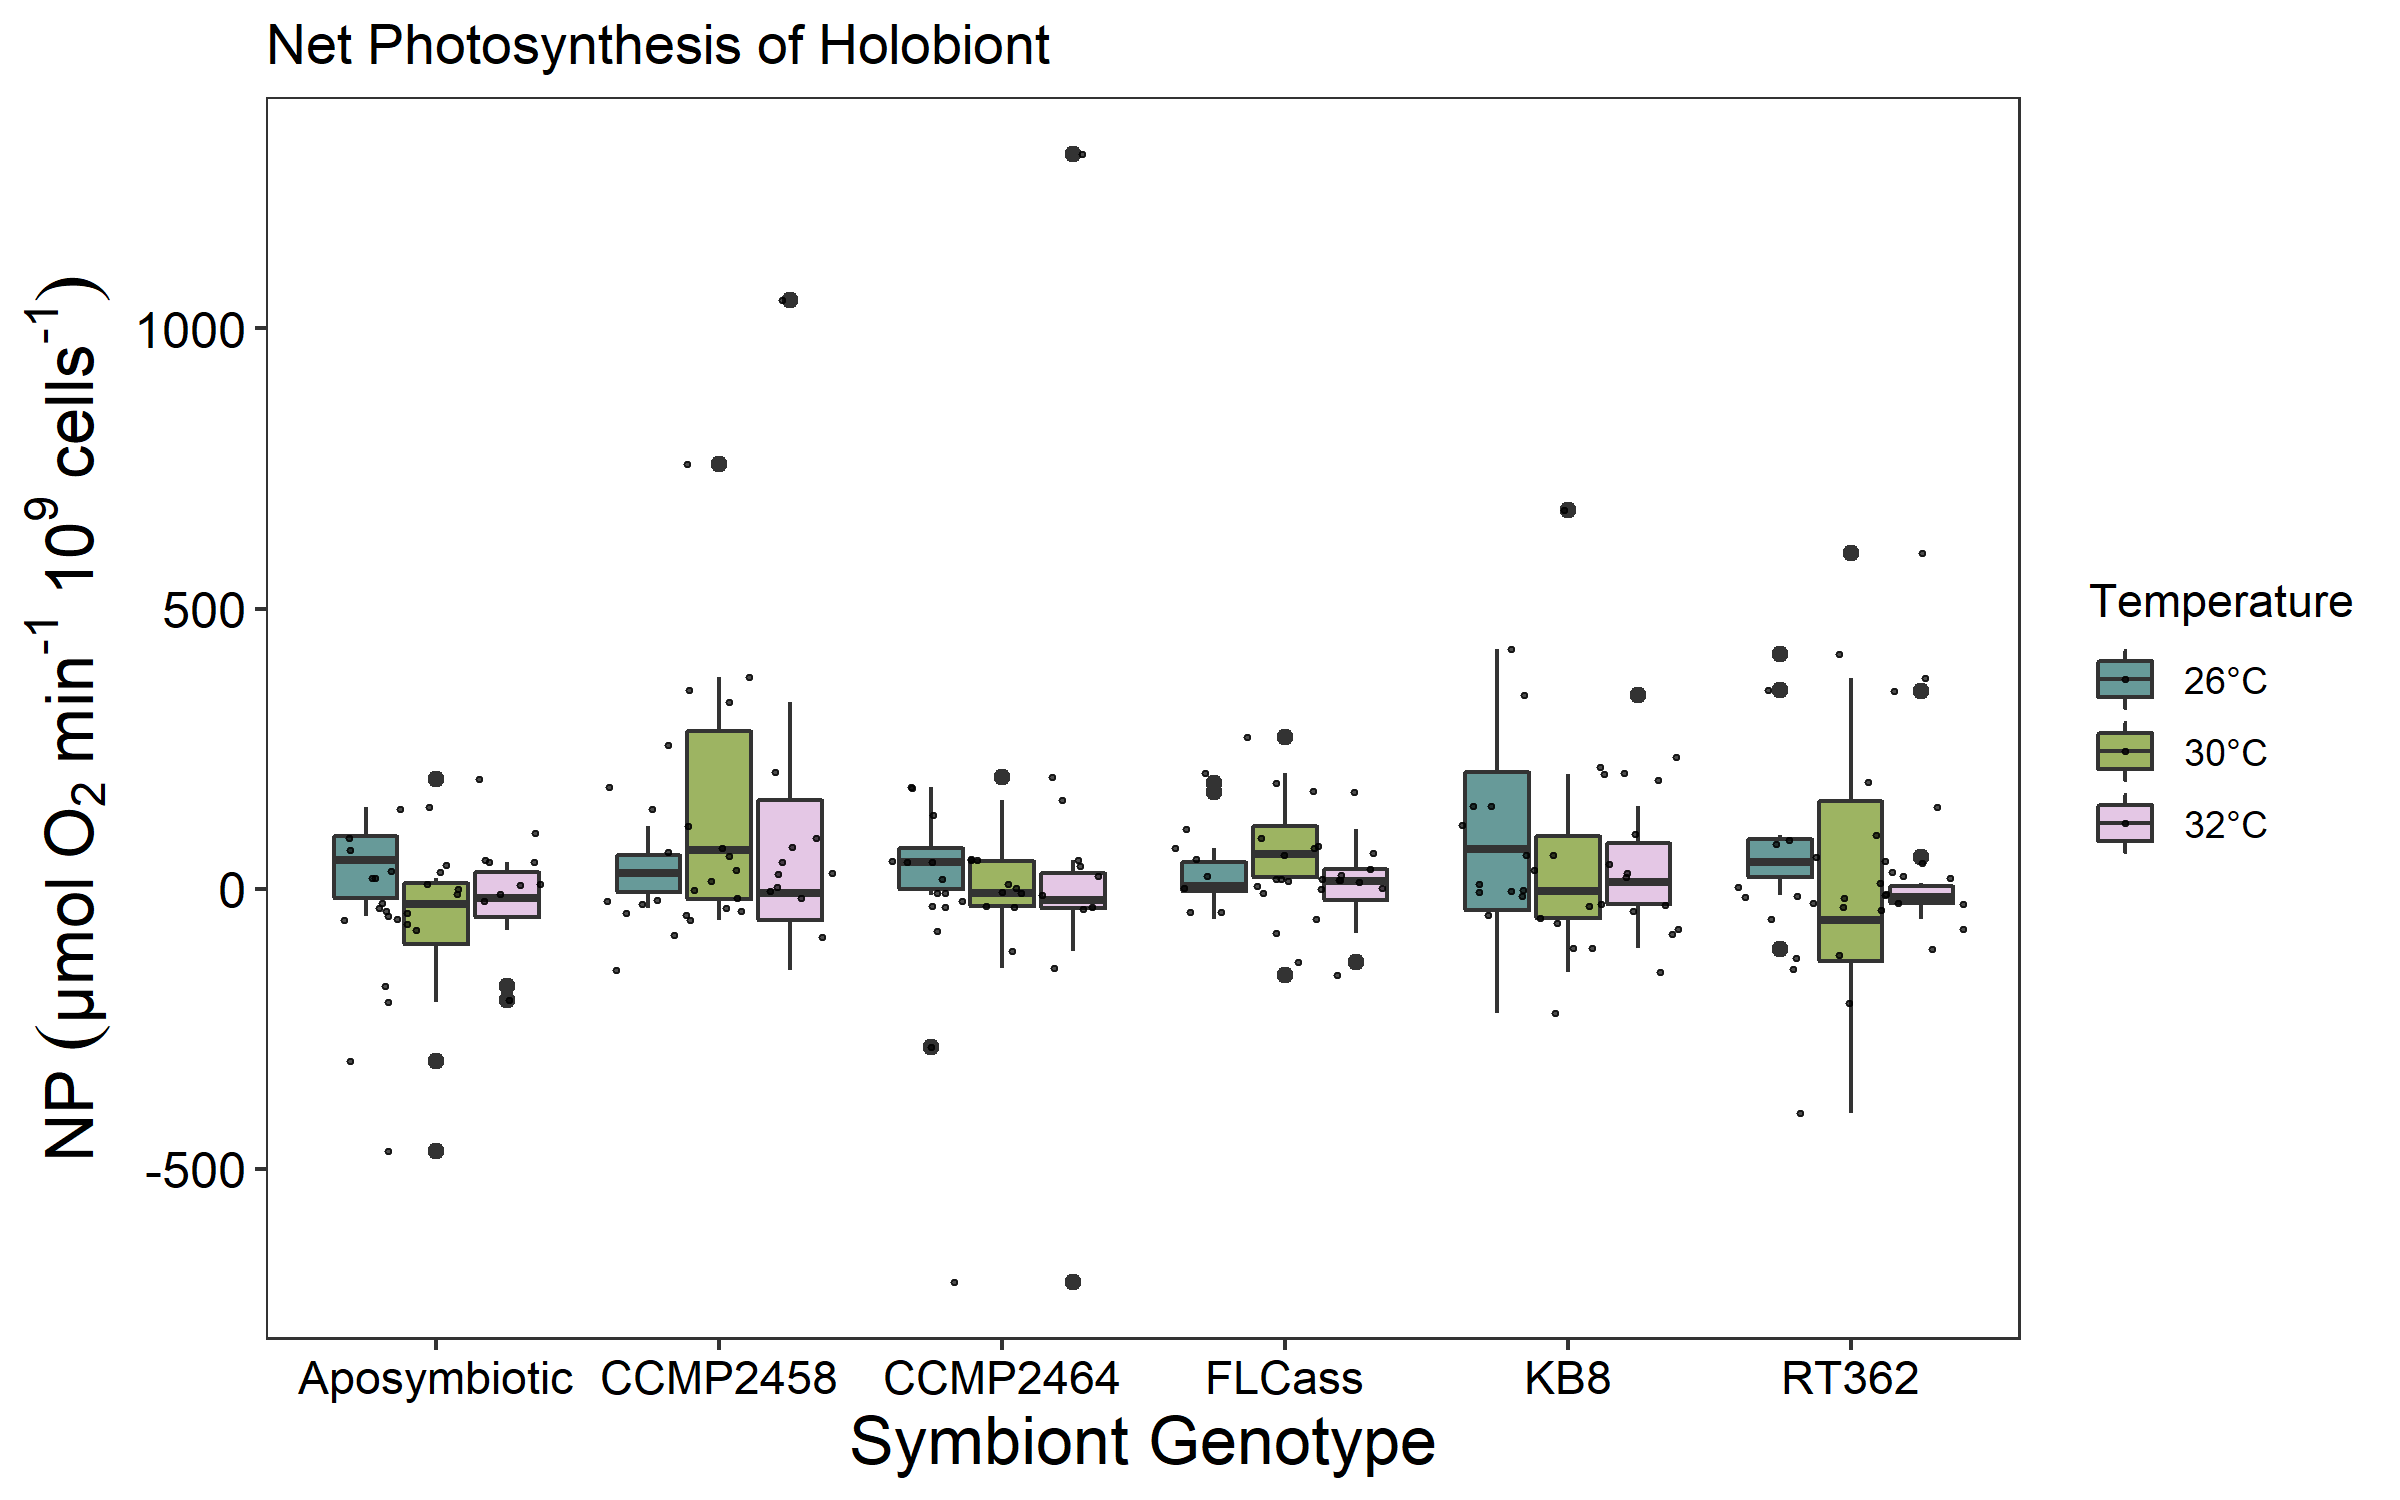 Net Photosynthesis of Holobiont
NP (µmol O₂ min⁻¹ 10⁹ cells⁻¹)
1000
500
0
-500
Aposymbiotic CCMP2458 CCMP2464 FLCass KB8 RT362
Symbiont Genotype
Temperature
26°C
30°C
32°C